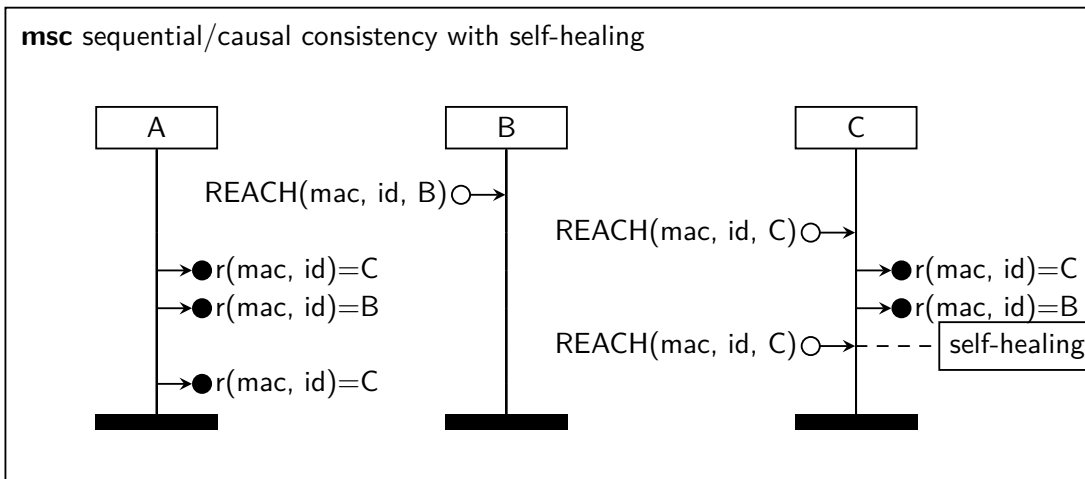 msc sequential/causal consistency with self-healing
A
B
C
REACH(mac, id, B)
REACH(mac, id, C)
r(mac, id)=C
r(mac, id)=C
r(mac, id)=B
r(mac, id)=B
REACH(mac, id, C)
self-healing
r(mac, id)=C